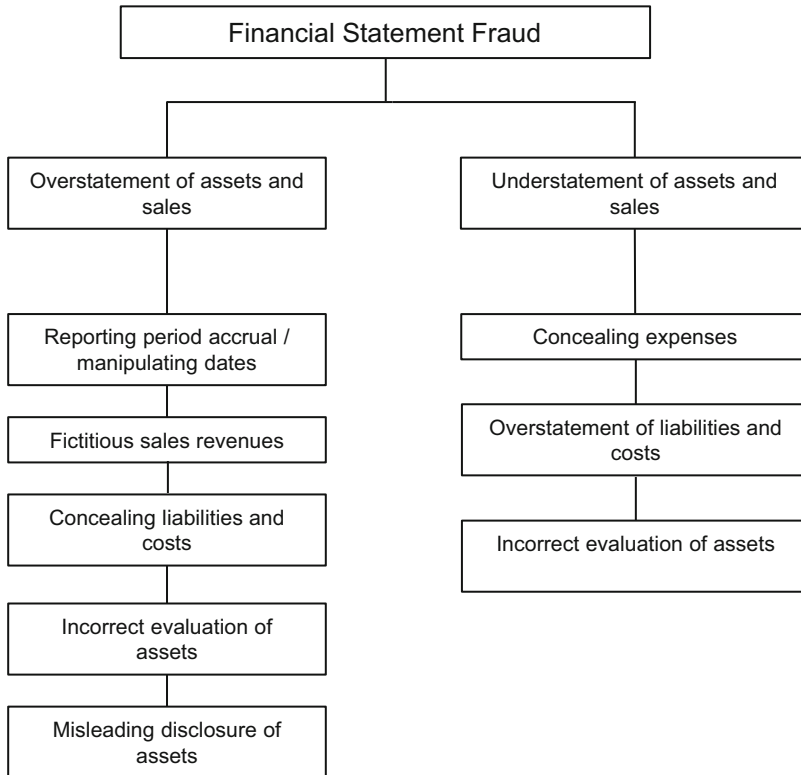 Financial Statement Fraud
Overstatement of assets and
sales
Understatement of assets and
sales
Reporting period accrual /
manipulating dates
Fictitious sales revenues
Concealing liabilities and
costs
Incorrect evaluation of
assets
Misleading disclosure of
assets
Concealing expenses
Overstatement of liabilities and
costs
Incorrect evaluation of assets